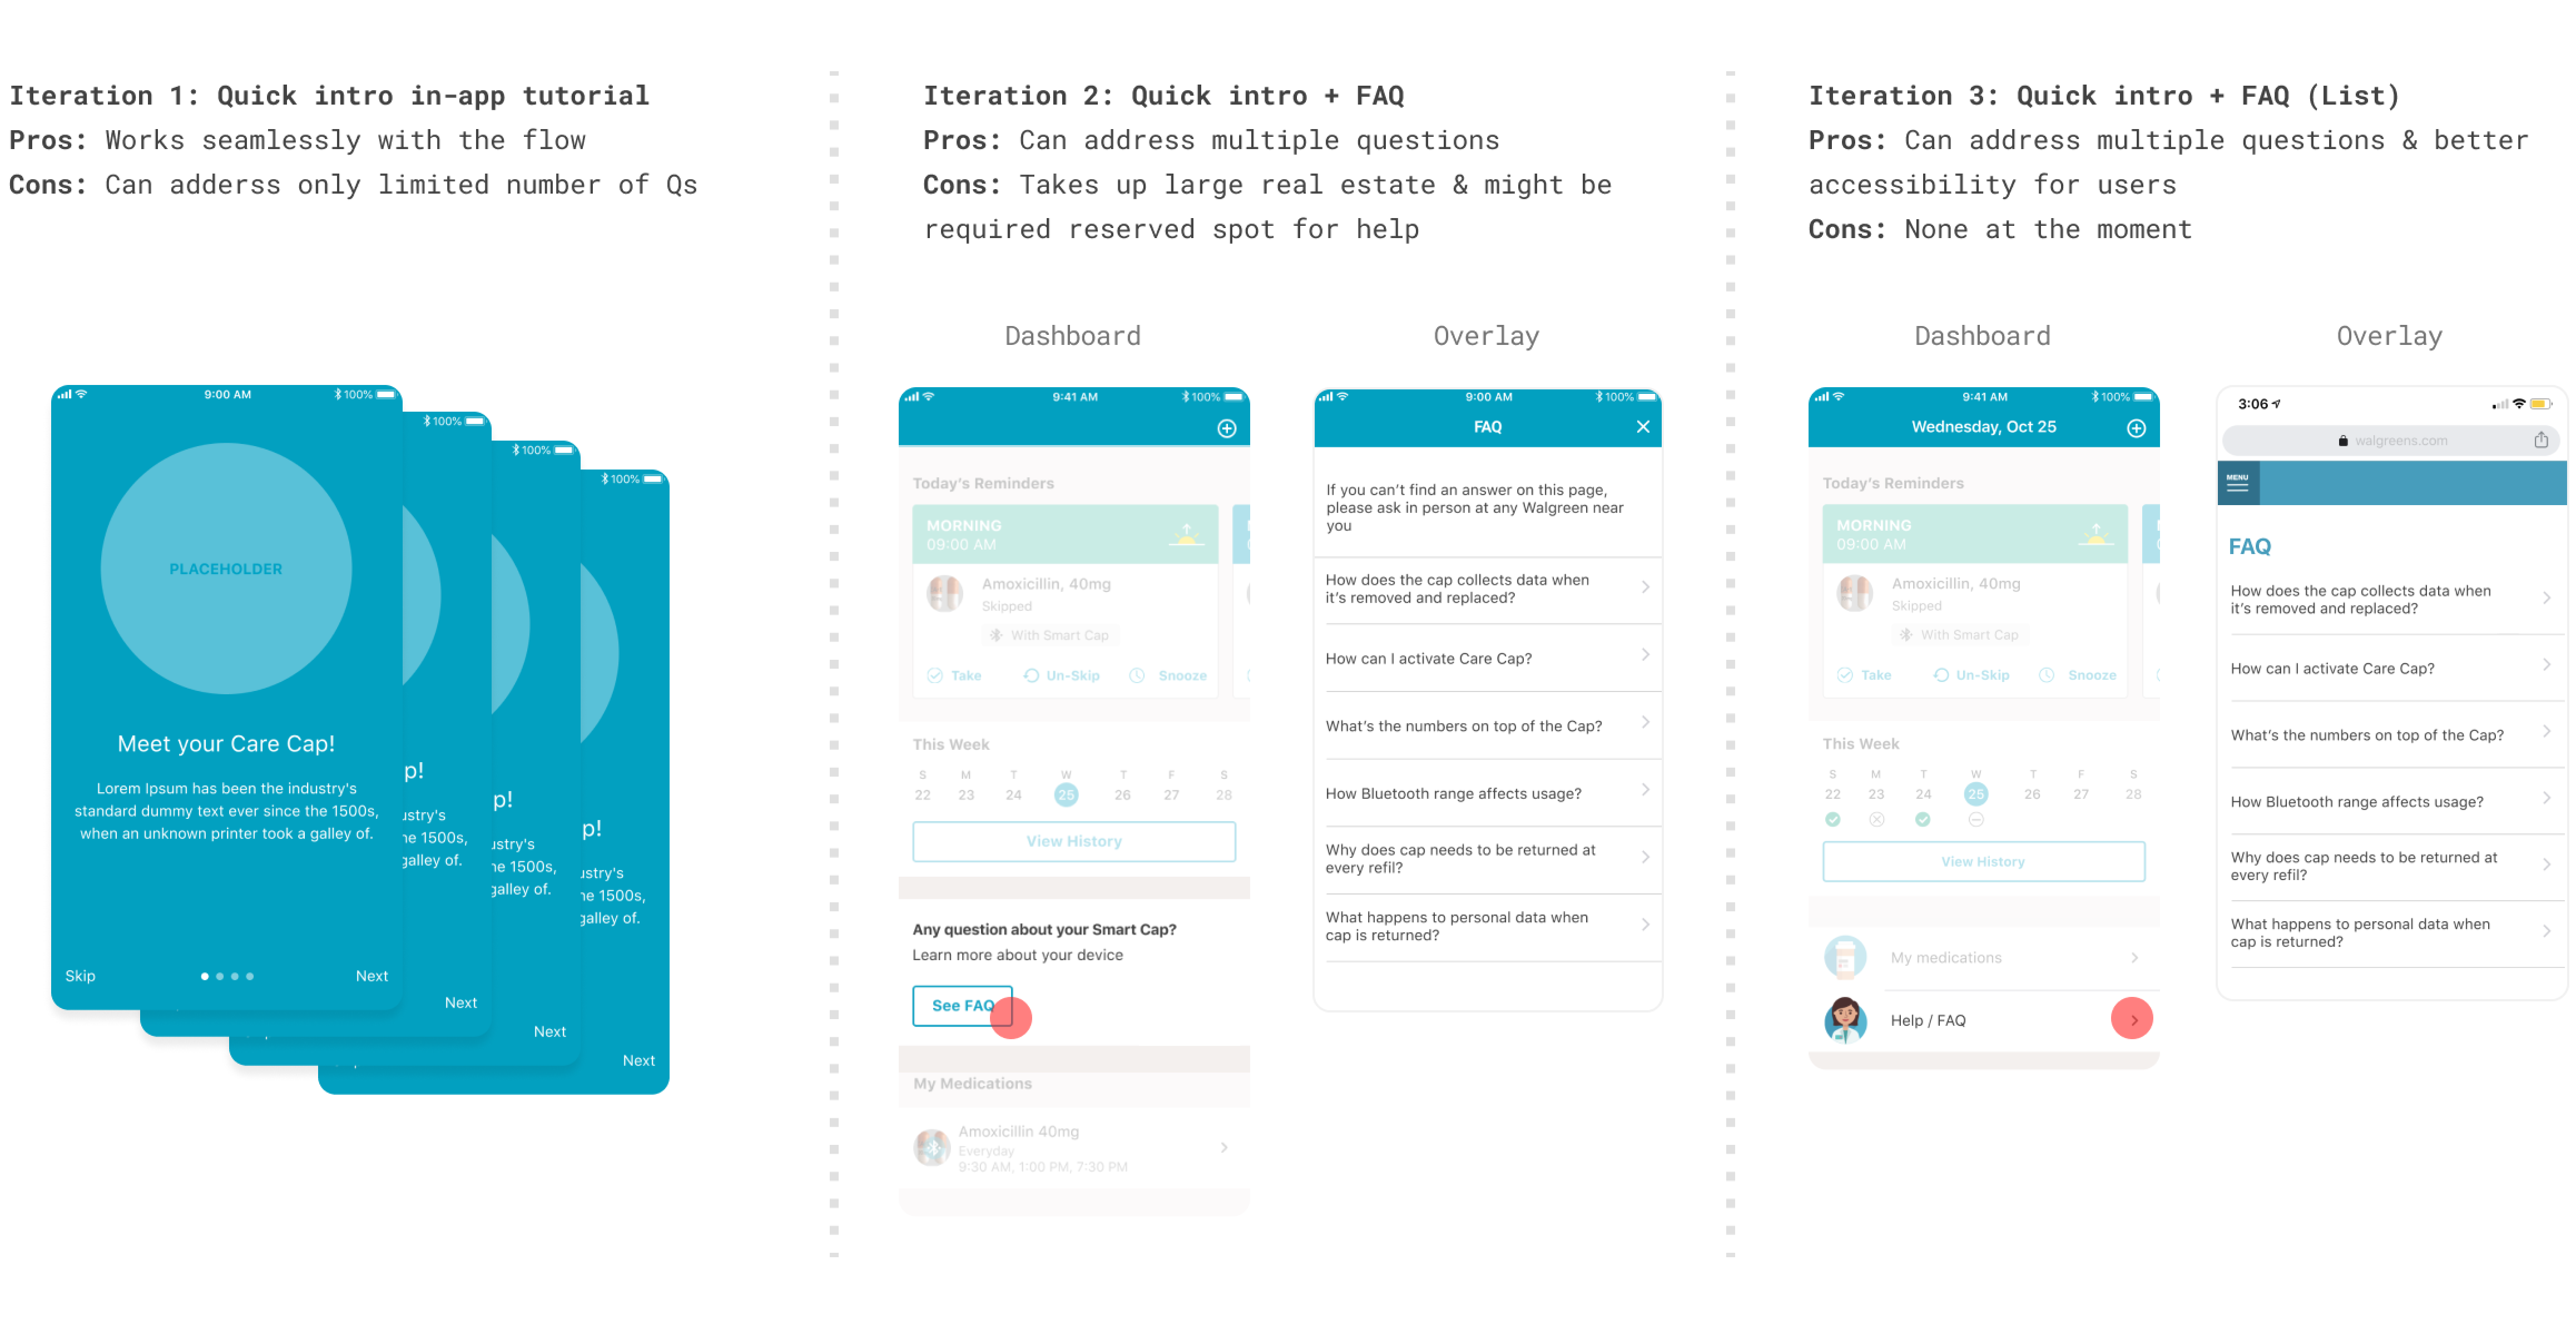 Iteration 1: Quick intro in-app tutorial
Pros: Works seamlessly with the flow
Cons: Can adderss only limited number of Qs
9:00 AM
100%
PLACEHOLDER
Meet your Care Cap!
Lorem Ipsum has been the industry's
standard dummy text ever since the 1500s,
when an unknown printer took a galley of.
Skip
Next
100%
p!
ustry's
he 1500s,
galley of.
Next
100%
p!
ustry's
he 1500s,
galley of.
Next
100%
p!
ustry's
he 1500s,
galley of.
Next
Iteration 2: Quick intro + FAQ
Pros: Can address multiple questions
Cons: Takes up large real estate & might be
required reserved spot for help
Dashboard
9:41 AM
100%
Today's Reminders
MORNING
09:00 AM
Amoxicillin, 40mg
Skipped
With Smart Cap
Take Un-Skip Snooze
This Week
S M T W T F S
22 23 24 25 26 27 28
View History
Any question about your Smart Cap?
Learn more about your device
See FAQ
My Medications
Amoxicillin 40mg
Everyday
9:30 AM, 1:00 PM, 7:30 PM
Overlay
9:00 AM
100%
FAQ
If you can't find an answer on this page,
please ask in person at any Walgreen near
you
How does the cap collects data when
it's removed and replaced?
How can I activate Care Cap?
What's the numbers on top of the Cap?
How Bluetooth range affects usage?
Why does cap needs to be returned at
every refil?
What happens to personal data when
cap is returned?
Iteration 3: Quick intro + FAQ (List)
Pros: Can address multiple questions & better
accessibility for users
Cons: None at the moment
Dashboard
9:41 AM
100%
Wednesday, Oct 25
Today's Reminders
MORNING
09:00 AM
Amoxicillin, 40mg
Skipped
With Smart Cap
Take Un-Skip Snooze
This Week
S M T W T F S
22 23 24 25 26 27 28
View History
My medications
Help / FAQ
Overlay
3:06
walgreens.com
MENU
FAQ
How does the cap collects data when
it's removed and replaced?
How can I activate Care Cap?
What's the numbers on top of the Cap?
How Bluetooth range affects usage?
Why does cap needs to be returned at
every refil?
What happens to personal data when
cap is returned?